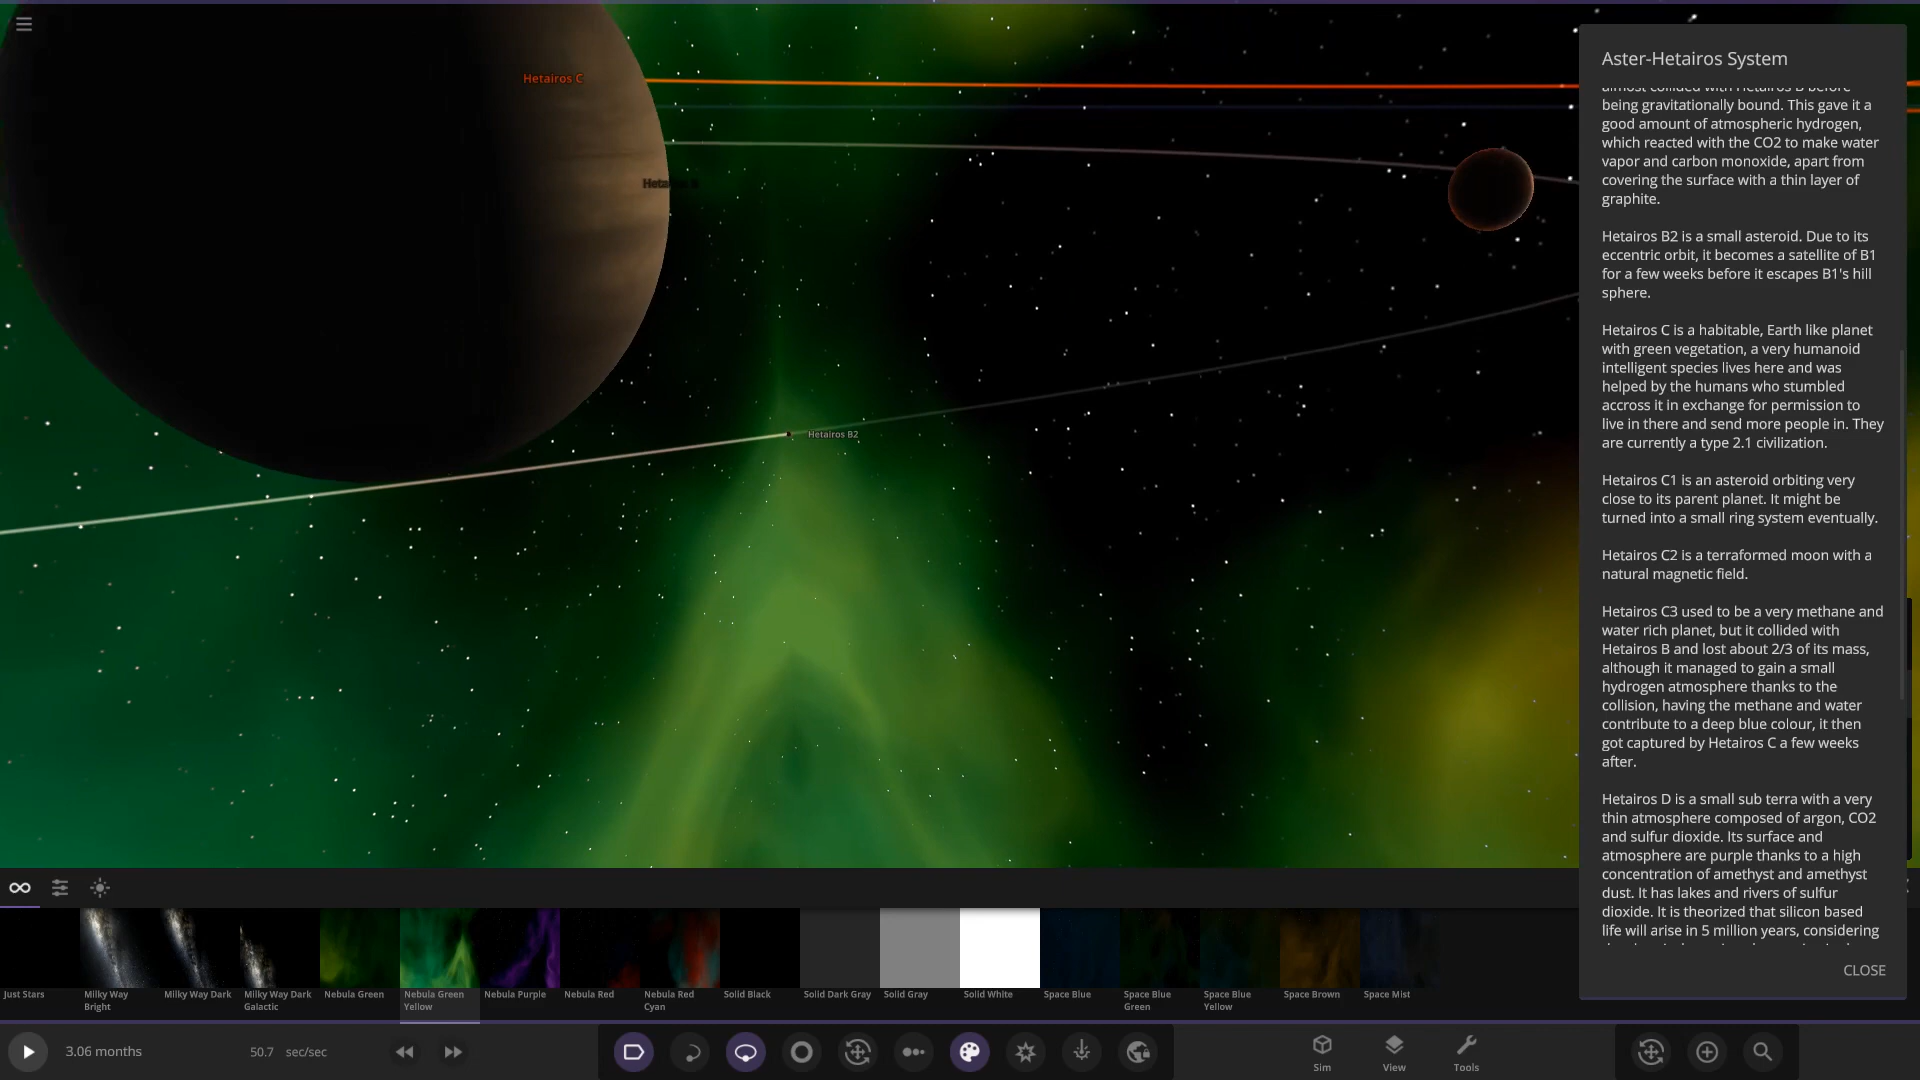 Hetairos C
Hetairos B2
Aster-Hetairos System
almost collided with Hetairos B before
being gravitationally bound. This gave it a
good amount of atmospheric hydrogen,
which reacted with the CO2 to make water
vapor and carbon monoxide, apart from
covering the surface with a thin layer of
graphite.
Hetairos B2 is a small asteroid. Due to its
eccentric orbit, it becomes a satellite of B1
for a few weeks before it escapes B1's hill
sphere.
Hetairos C is a habitable, Earth like planet
with green vegetation, a very humanoid
intelligent species lives here and was
helped by the humans who stumbled
accross it in exchange for permission to
live in there and send more people in. They
are currently a type 2.1 civilization.
Hetairos C1 is an asteroid orbiting very
close to its parent planet. It might be
turned into a small ring system eventually.
Hetairos C2 is a terraformed moon with a
natural magnetic field.
Hetairos C3 used to be a very methane and
water rich planet, but it collided with
Hetairos B and lost about 2/3 of its mass,
although it managed to gain a small
hydrogen atmosphere thanks to the
collision, having the methane and water
contribute to a deep blue colour, it then
got captured by Hetairos C a few weeks
after.
Hetairos D is a small sub terra with a very
thin atmosphere composed of argon, CO2
and sulfur dioxide. Its surface and
atmosphere are purple thanks to a high
concentration of amethyst and amethyst
dust. It has lakes and rivers of sulfur
dioxide. It is theorized that silicon based
life will arise in 5 million years, considering
CLOSE
Just Stars
Milky Way
Bright
Milky Way Dark
Milky Way Dark
Galactic
Nebula Green
Nebula Green
Yellow
Nebula Purple
Nebula Red
Nebula Red
Cyan
Solid Black
Solid Dark Gray
Solid Gray
Solid White
Space Blue
Space Blue
Green
Space Blue
Yellow
Space Brown
Space Mist
3.06 months
50.7 sec/sec
Sim
View
Tools